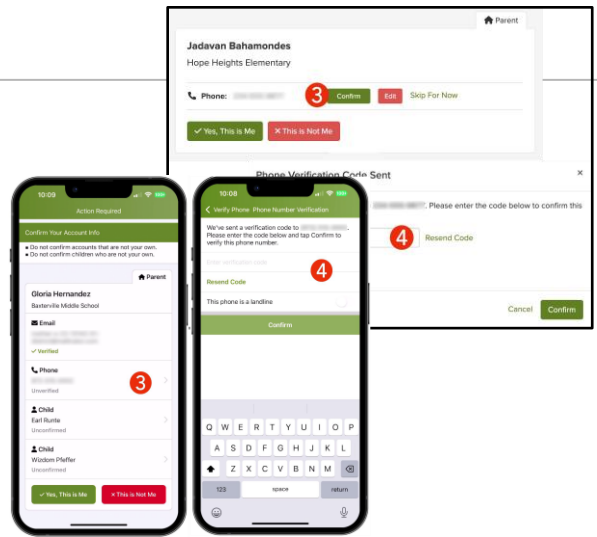 Parent
Jadavan Bahamondes
Hope Heights Elementary
Phone:
3
Confirm
Edit
Skip For Now
✓ Yes, This is Me
× This is Not Me
Phone Verification Code Sent
×
. Please enter the code below to confirm this
4
Resend Code
Cancel
Confirm
10:09
Action Required
Confirm Your Account Info
• Do not confirm accounts that are not your own.
• Do not confirm children who are not your own.
Parent
Gloria Hernandez
Baxterville Middle School
Email
✓ Verified
Phone
Unverified
3
Child
Earl Runte
Unconfirmed
Child
Wizdom Pfeffer
Unconfirmed
✓ Yes, This is Me
× This is Not Me
10:08
Verify Phone Phone Number Verification
We've sent a verification code to
Please enter the code below and tap Confirm to
verify this phone number.
Enter verification code
4
Resend Code
This phone is a landline
Confirm
Q W E R T Y U I O P
A S D F G H J K L
Z X C V B N M
123 space return